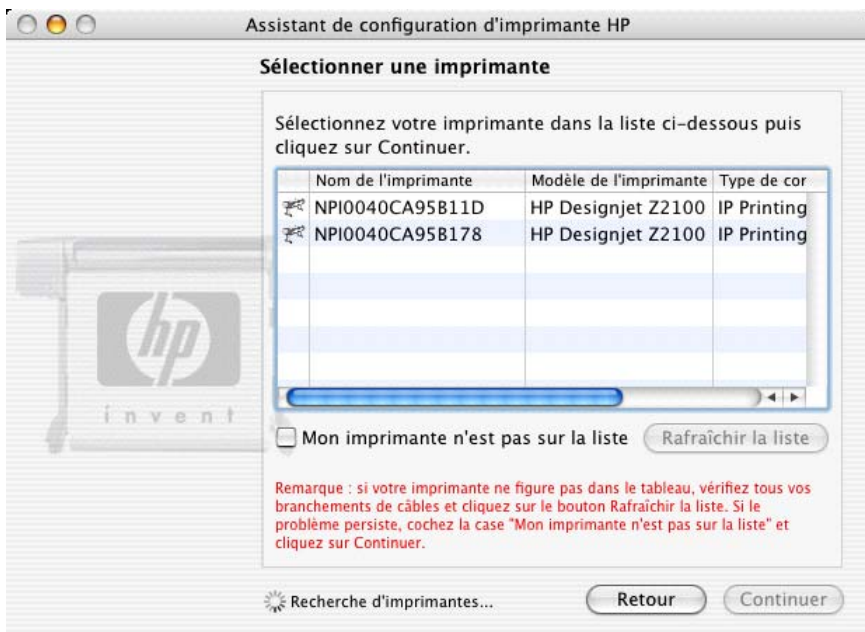 Assistant de configuration d'imprimante HP
Sélectionner une imprimante
Sélectionnez votre imprimante dans la liste ci-dessous puis
cliquez sur Continuer.
Nom de l'imprimante Modèle de l'imprimante Type de cor
NPI0040CA95B11D HP Designjet Z2100 IP Printing
NPI0040CA95B178 HP Designjet Z2100 IP Printing
hp
invent
Mon imprimante n'est pas sur la liste Rafraîchir la liste
Remarque : si votre imprimante ne figure pas dans le tableau, vérifiez tous vos
branchements de câbles et cliquez sur le bouton Rafraîchir la liste. Si le
problème persiste, cochez la case "Mon imprimante n'est pas sur la liste" et
cliquez sur Continuer.
Recherche d'imprimantes... Retour Continuer